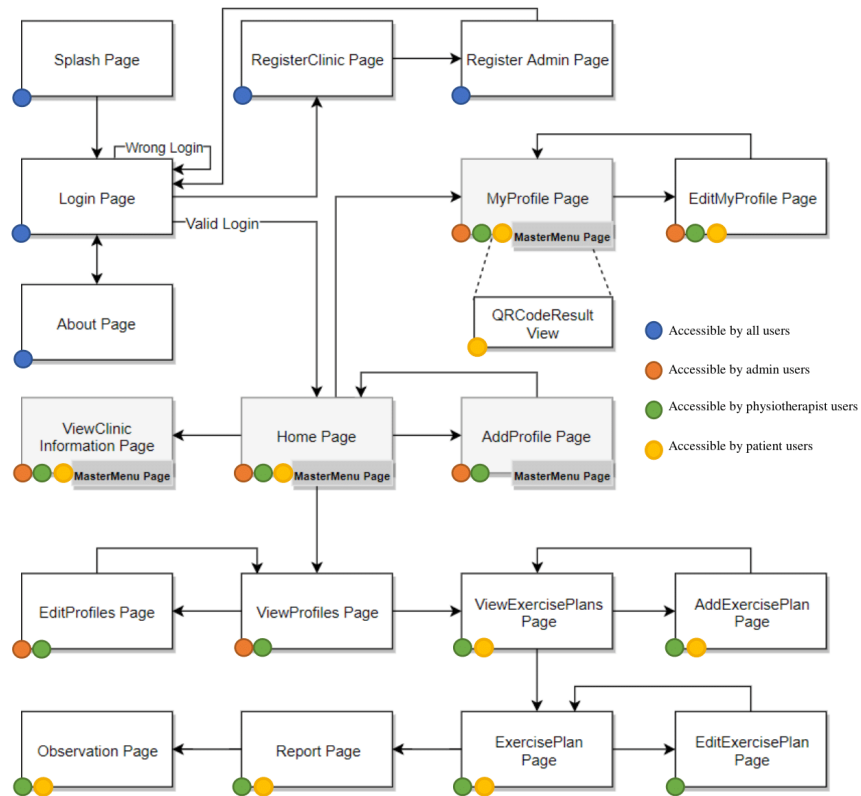 Splash Page
RegisterClinic Page
Register Admin Page
Wrong Login
Login Page
Valid Login
MyProfile Page
MasterMenu Page
EditMyProfile Page
About Page
QRCodeResult
View
Accessible by all users
Accessible by admin users
Accessible by physiotherapist users
Accessible by patient users
ViewClinic
Information Page
MasterMenu Page
Home Page
MasterMenu Page
AddProfile Page
MasterMenu Page
EditProfiles Page
ViewProfiles Page
ViewExercisePlans
Page
AddExercisePlan
Page
Observation Page
Report Page
ExercisePlan
Page
EditExercisePlan
Page